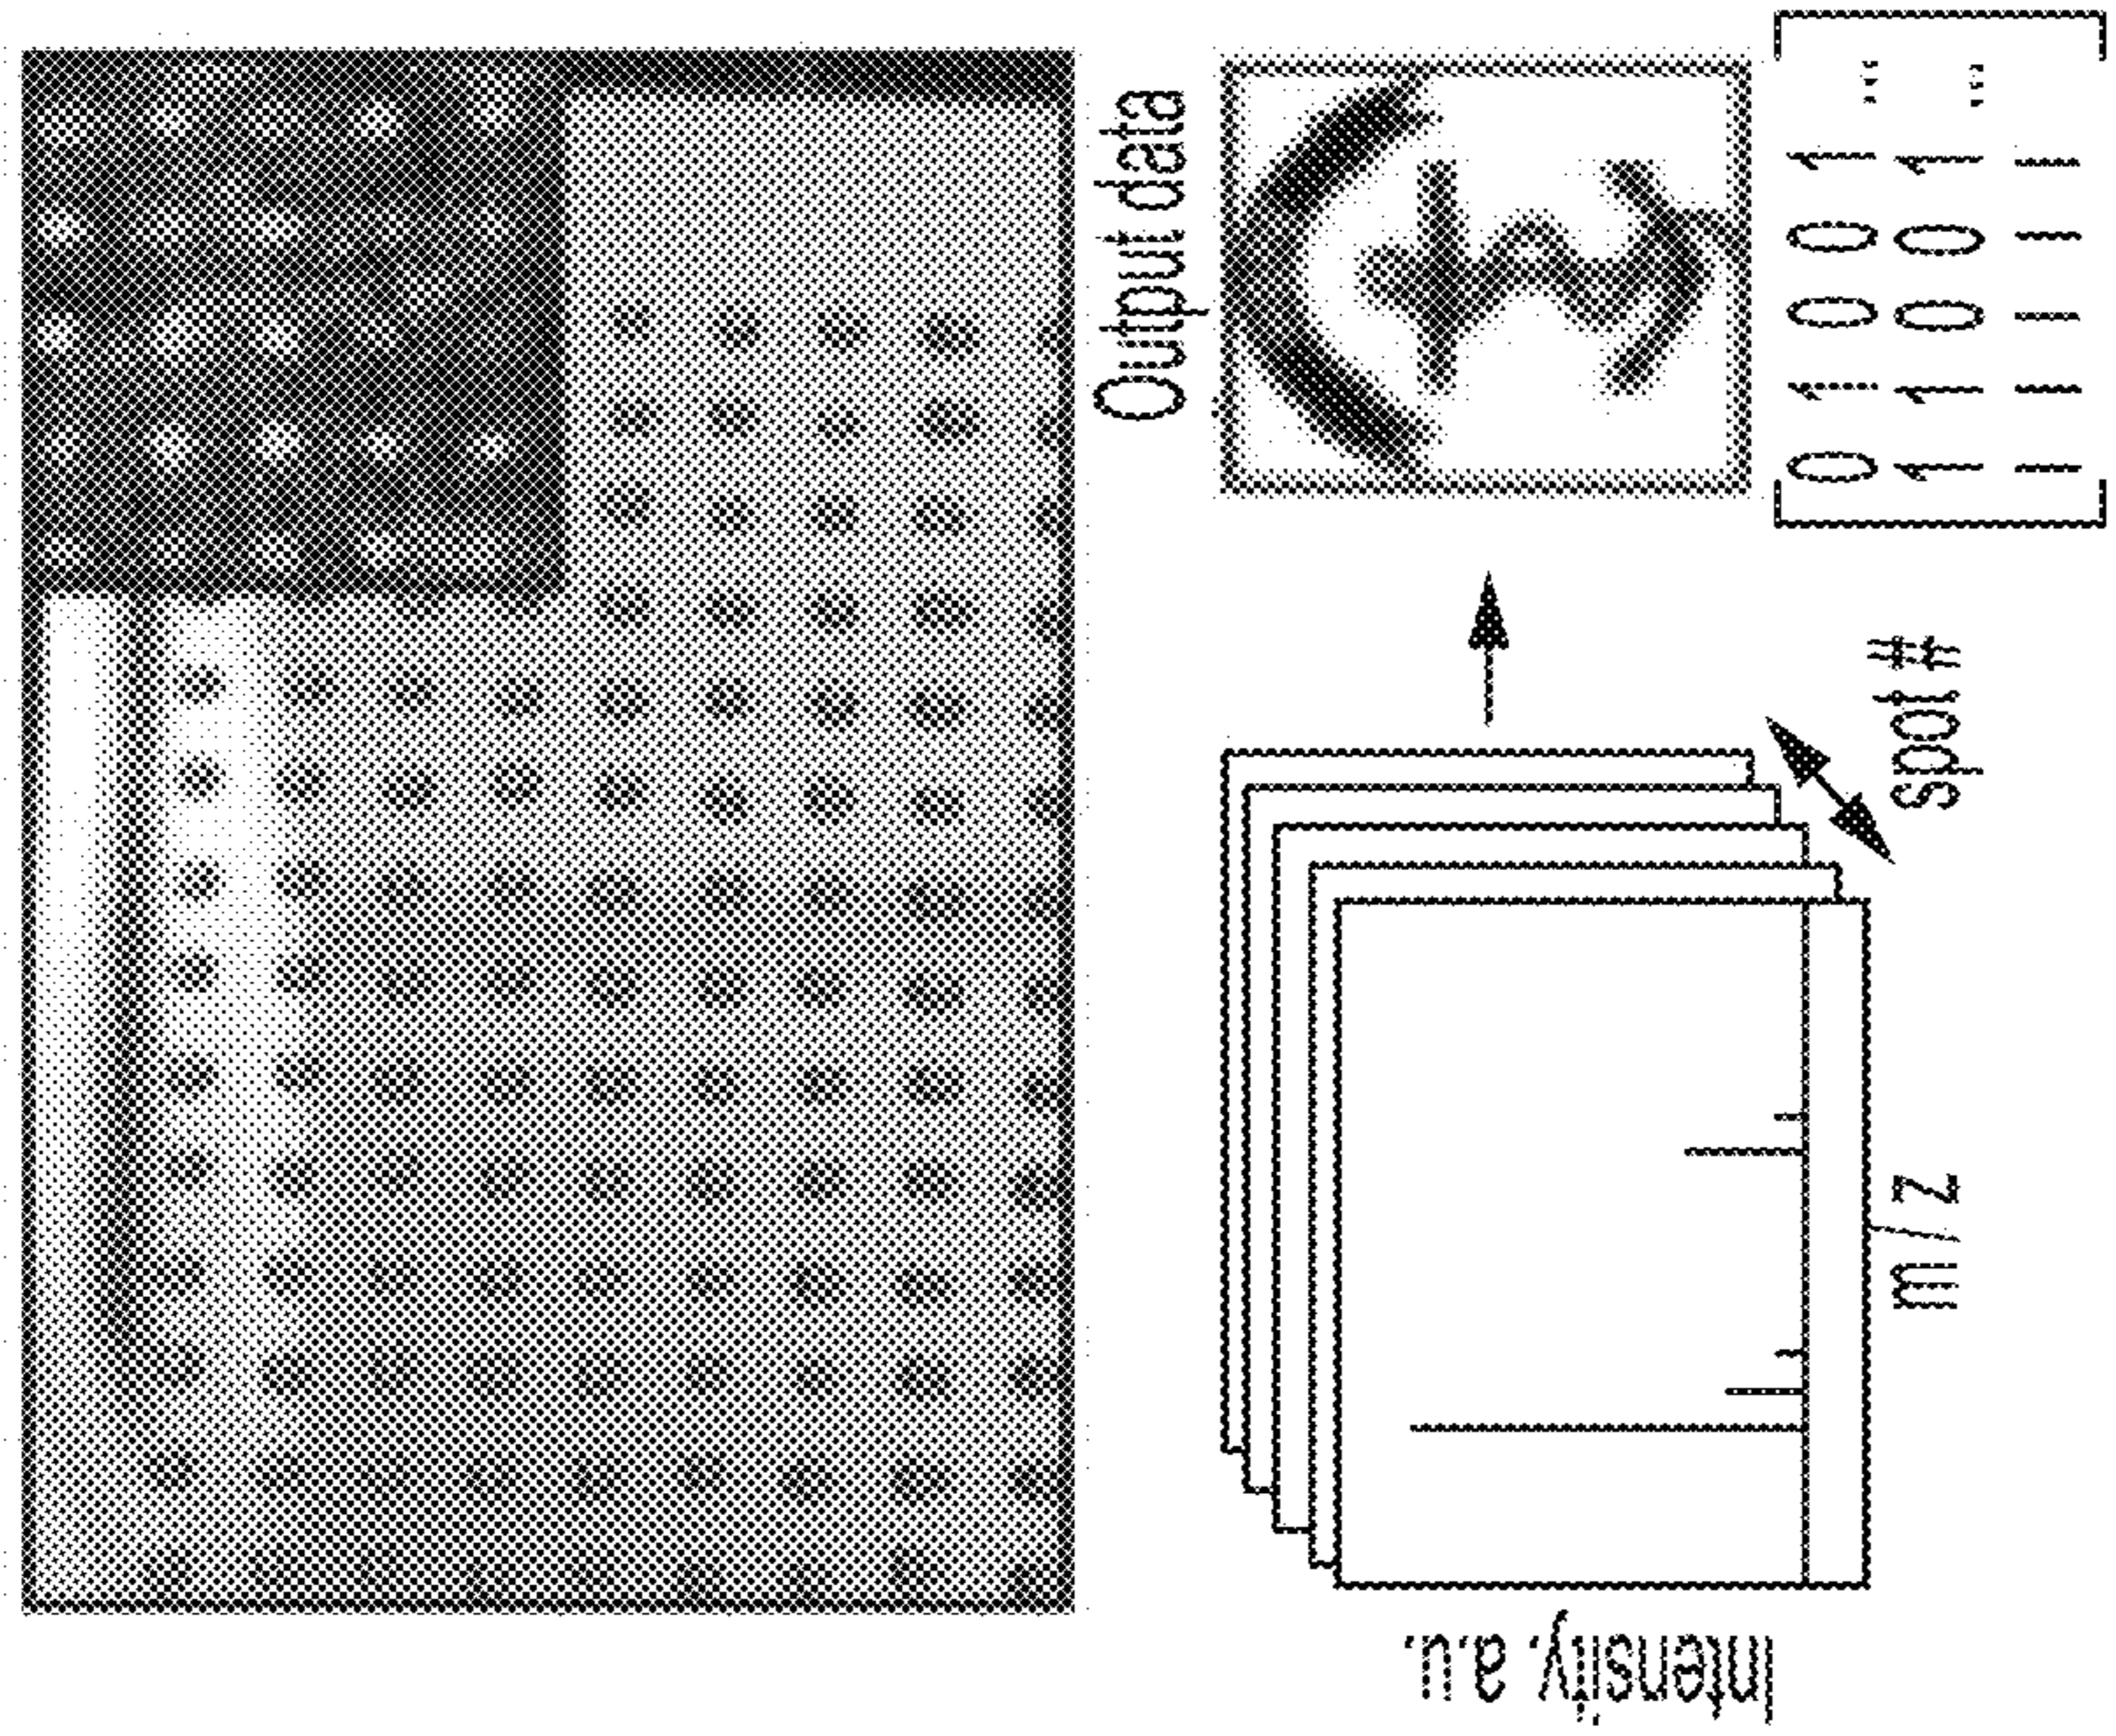 Output data
Intensity, a.u.
m / z
spot #
0 1 0 0 1 ...
1 1 0 0 1 ...
| | | | |